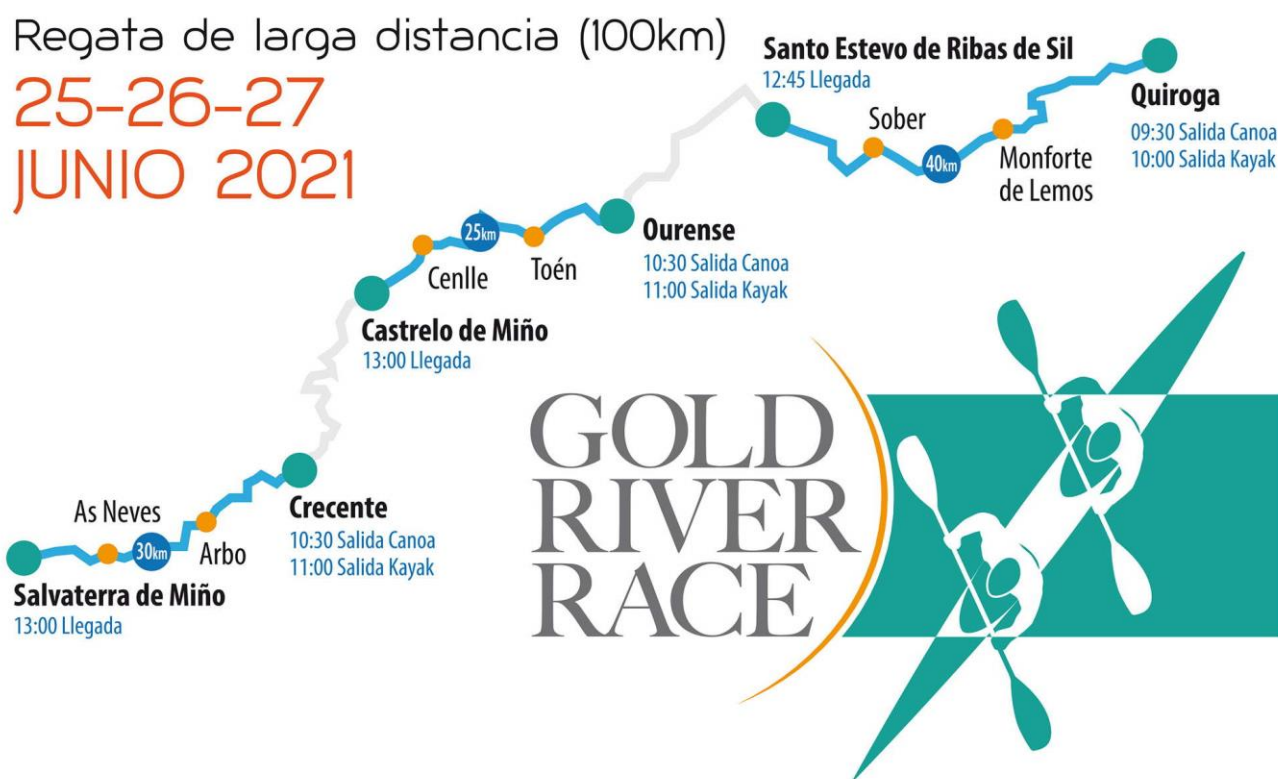 Regata de larga distancia (100km)
25-26-27
JUNIO 2021
Santo Estevo de Ribas de Sil
12:45 Llegada
Sober
40km
Monforte
de Lemos
Quiroga
09:30 Salida Canoa
10:00 Salida Kayak
Ourense
10:30 Salida Canoa
11:00 Salida Kayak
Toén
25km
Cenlle
Castrelo de Miño
13:00 Llegada
Crecente
10:30 Salida Canoa
11:00 Salida Kayak
Arbo
30km
As Neves
Salvaterra de Miño
13:00 Llegada
GOLD
RIVER
RACE